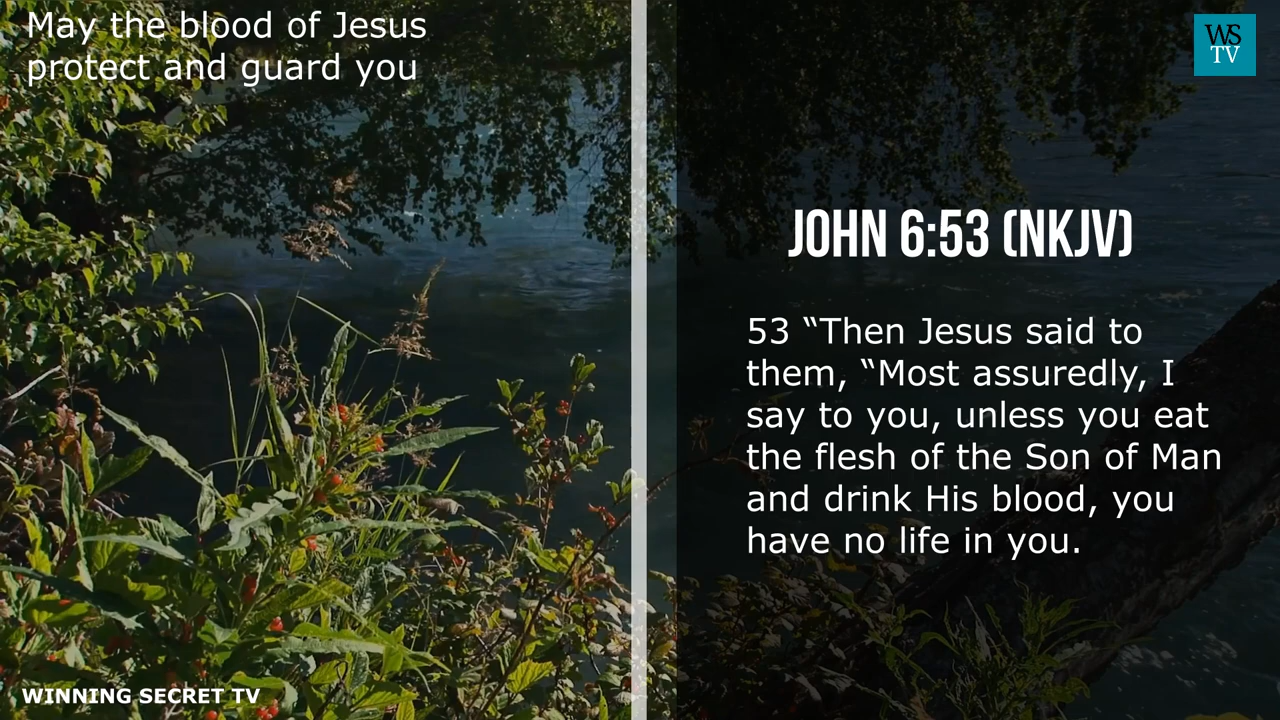 May the blood of Jesus
protect and guard you
WS
TV
JOHN 6:53 (NKJV)
53 “Then Jesus said to
them, “Most assuredly, I
say to you, unless you eat
the flesh of the Son of Man
and drink His blood, you
have no life in you.
WINNING SECRET TV